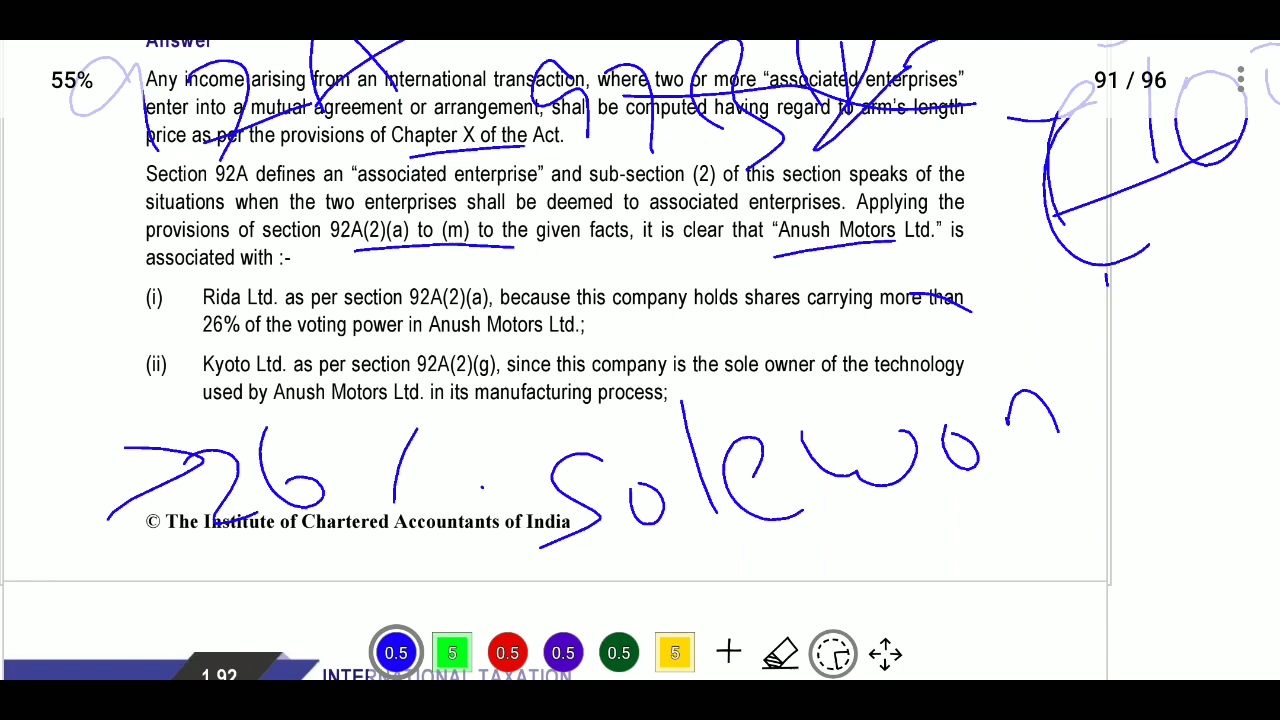 Answer
55%
91 / 96
Any income arising from an international transaction, where two or more “associated enterprises”
enter into a mutual agreement or arrangement, shall be computed having regard to arm’s length
price as per the provisions of Chapter X of the Act.
Section 92A defines an “associated enterprise” and sub-section (2) of this section speaks of the
situations when the two enterprises shall be deemed to associated enterprises. Applying the
provisions of section 92A(2)(a) to (m) to the given facts, it is clear that “Anush Motors Ltd.” is
associated with :-
(i) Rida Ltd. as per section 92A(2)(a), because this company holds shares carrying more than
26% of the voting power in Anush Motors Ltd.;
(ii) Kyoto Ltd. as per section 92A(2)(g), since this company is the sole owner of the technology
used by Anush Motors Ltd. in its manufacturing process;
>26 sole
© The Institute of Chartered Accountants of India
0.5 5 0.5 0.5 0.5 5
1.92 INTERNATIONAL TAXATION